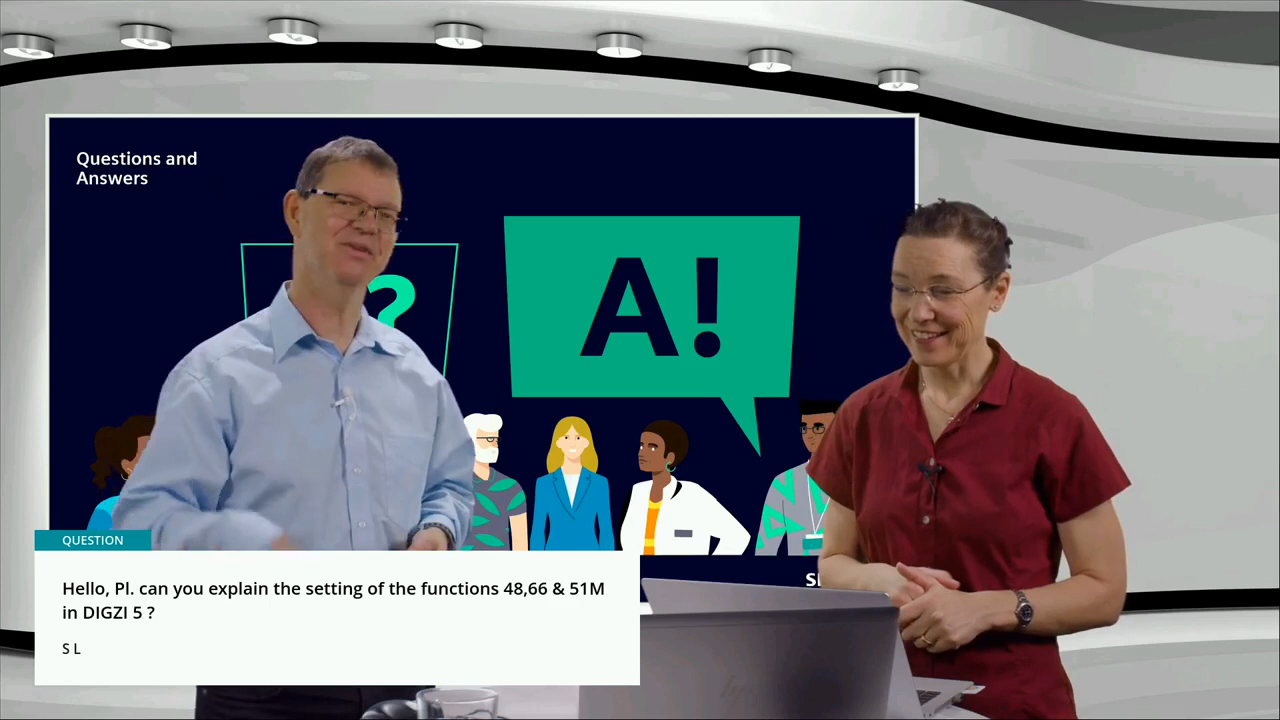 Questions and
Answers
?
A!
QUESTION
Hello, Pl. can you explain the setting of the functions 48,66 & 51M
in DIGZI 5 ?
S L